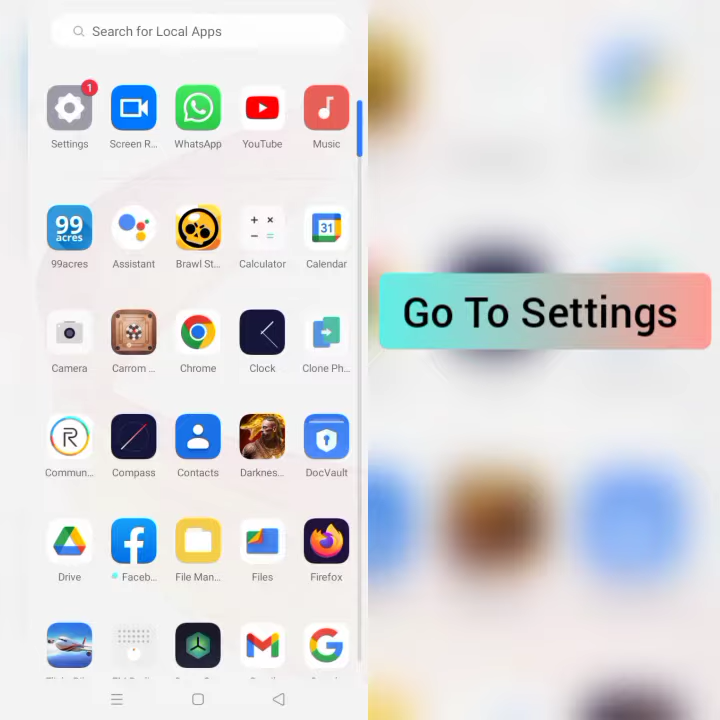 Search for Local Apps
1
Settings
Screen R...
WhatsApp
YouTube
Music
99
acres
31
99acres
Assistant
Brawl St...
Calculator
Calendar
Go To Settings
Camera
Carrom ...
Chrome
Clock
Clone Ph...
R
Commun...
Compass
Contacts
Darknes...
DocVault
Drive
Faceb...
File Man...
Files
Firefox